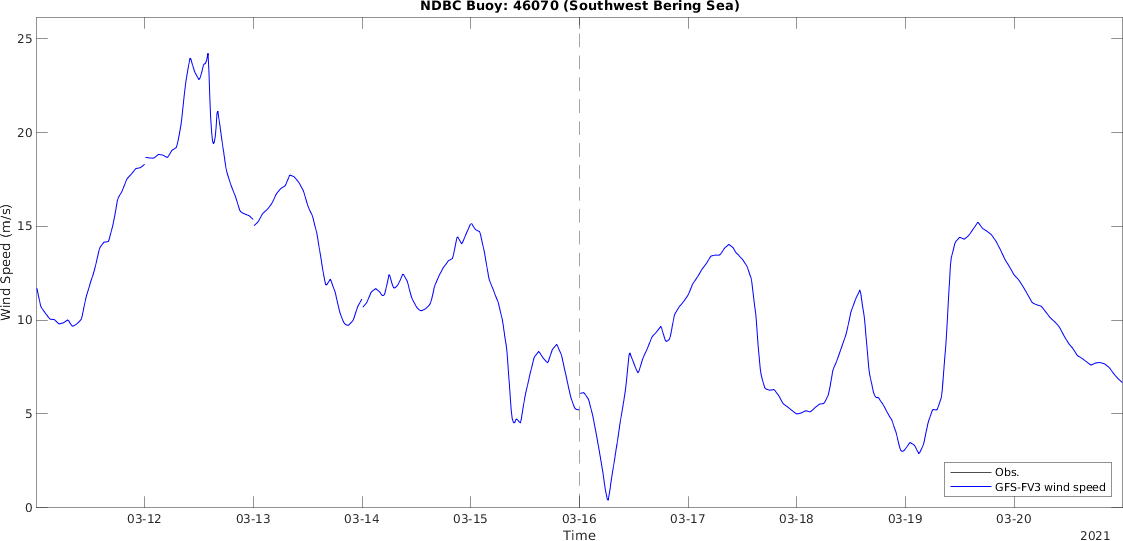 NDBC Buoy: 46070 (Southwest Bering Sea)
25
20
15
10
5
0
Wind Speed (m/s)
03-12 03-13 03-14 03-15 03-16 03-17 03-18 03-19 03-20
Time
2021
Obs.
GFS-FV3 wind speed